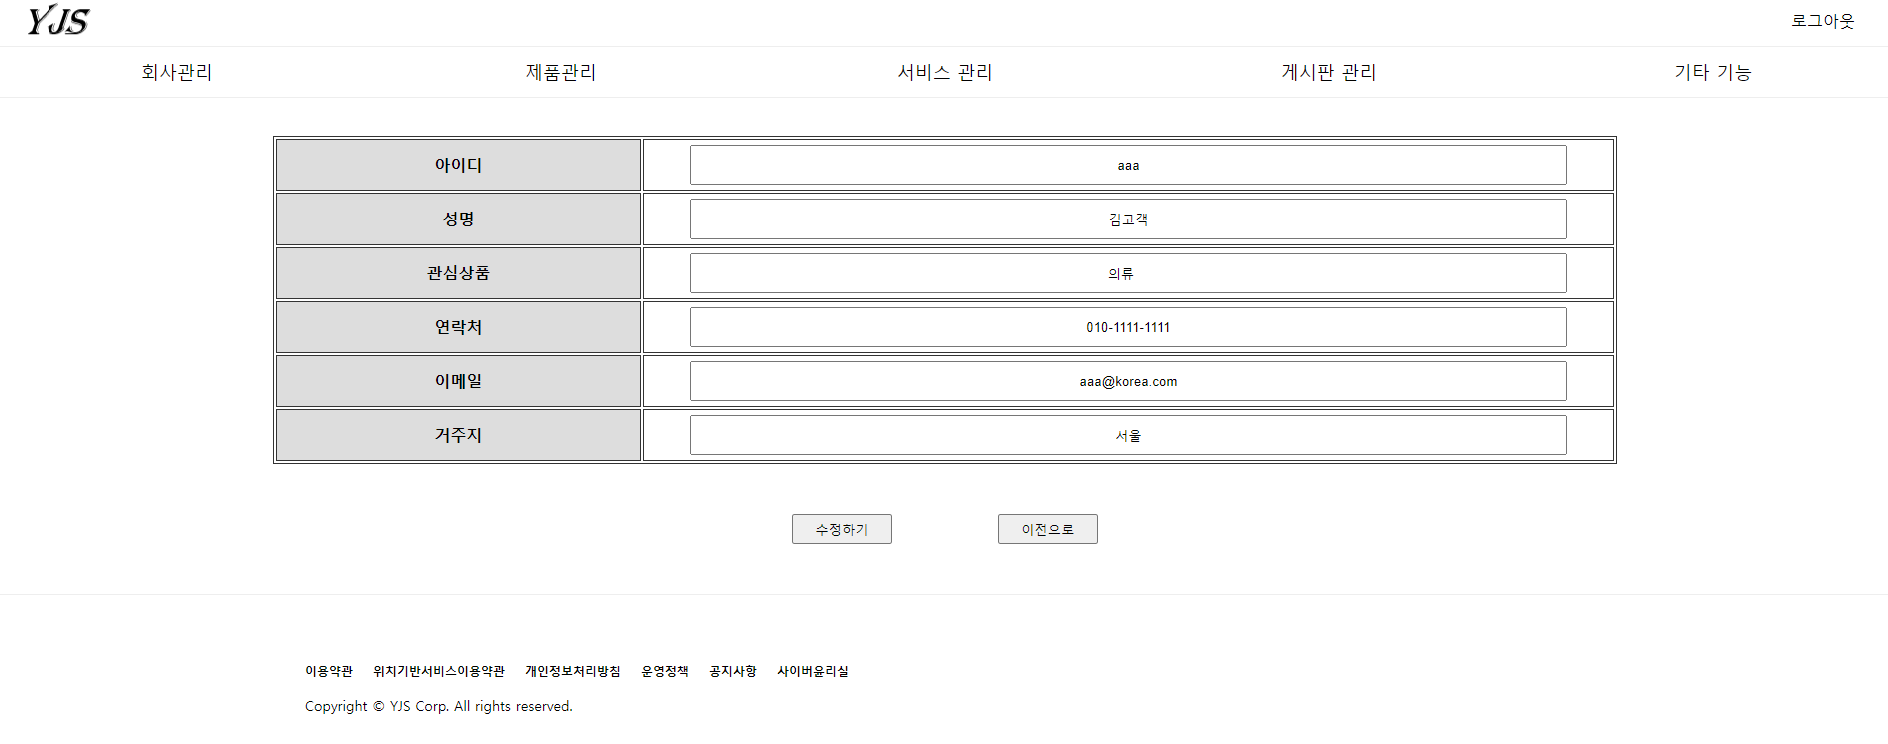 YJS 로그아웃
회사관리 제품관리 서비스 관리 게시판 관리 기타 기능
아이디 aaa
성명 김고객
관심상품 의류
연락처 010-1111-1111
이메일 aaa@korea.com
거주지 서울
수정하기 이전으로
이용약관 위치기반서비스이용약관 개인정보처리방침 운영정책 공지사항 사이버윤리실
Copyright © YJS Corp. All rights reserved.